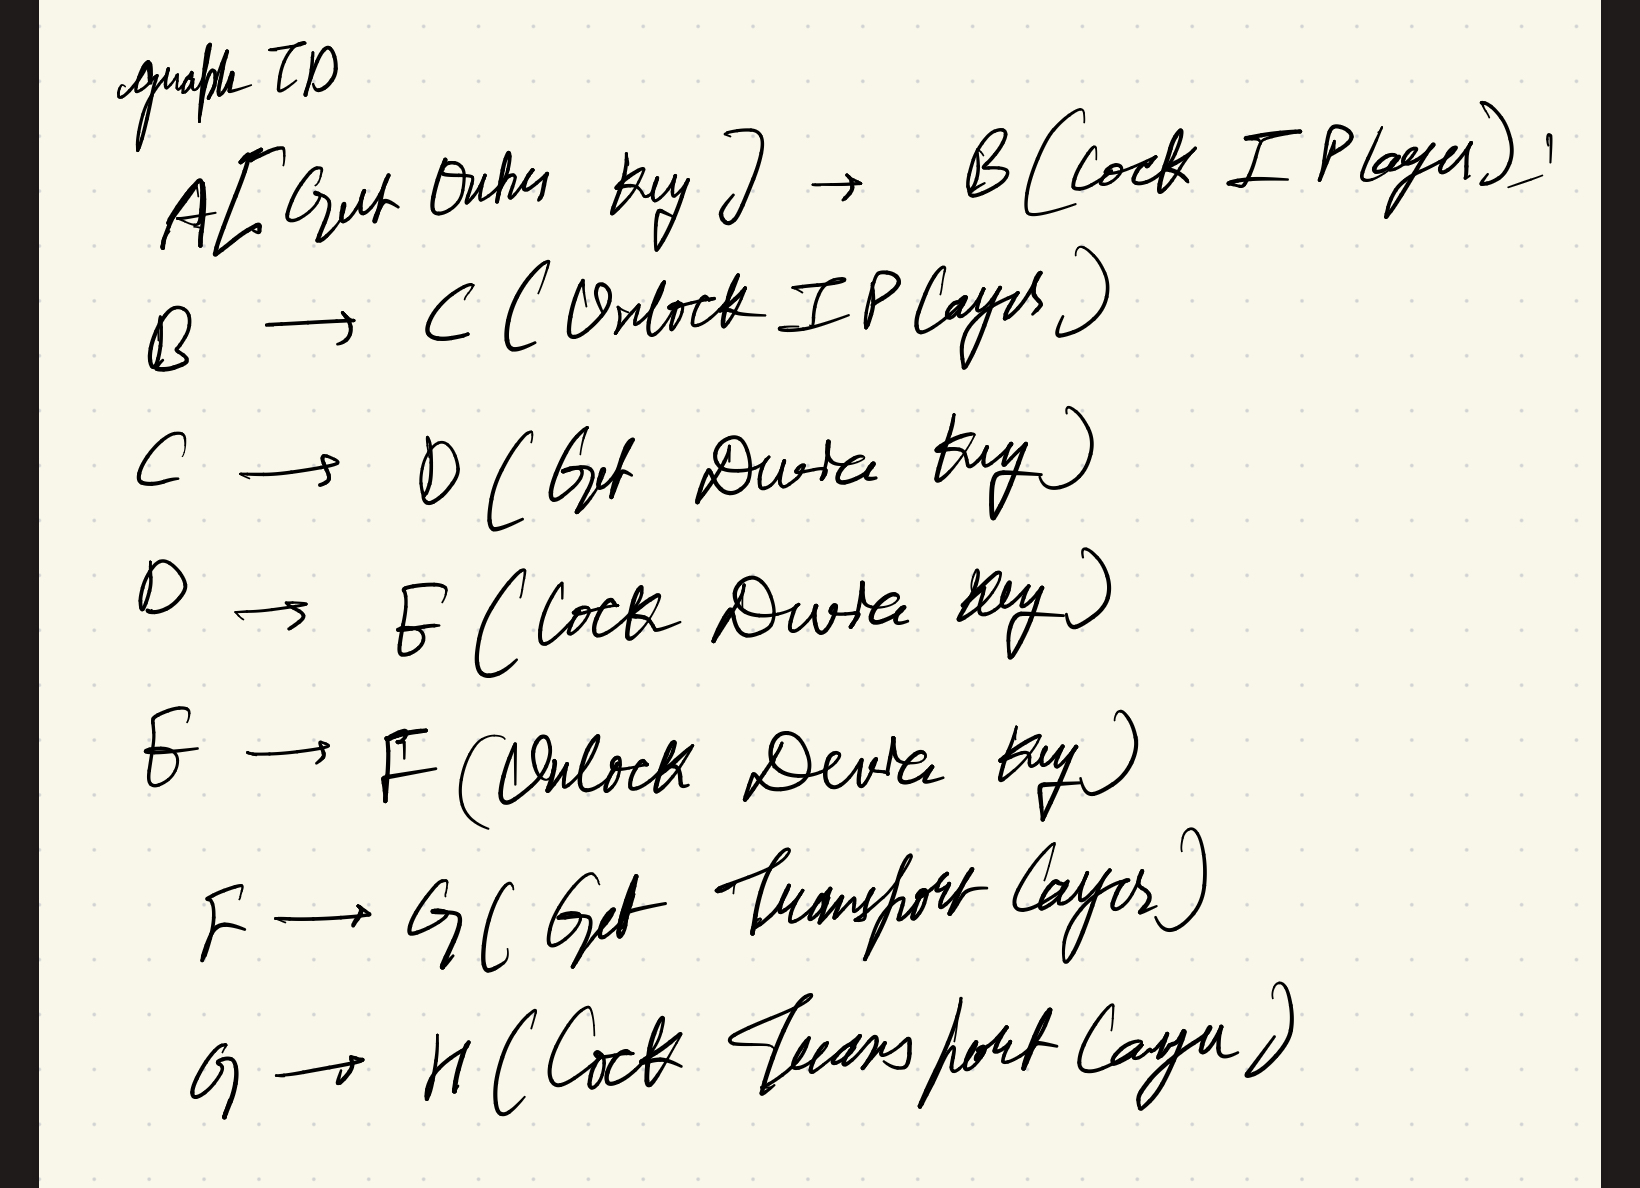 graph TD
A[Get Outer Key] → B(Lock IP Layer);
B → C (Unlock IP Layer)
C → D (Get Device Key)
D → E (Lock Device Key)
E → F (Unlock Device Key)
F → G (Get Transport Layer)
G → H (Lock Transport Layer)